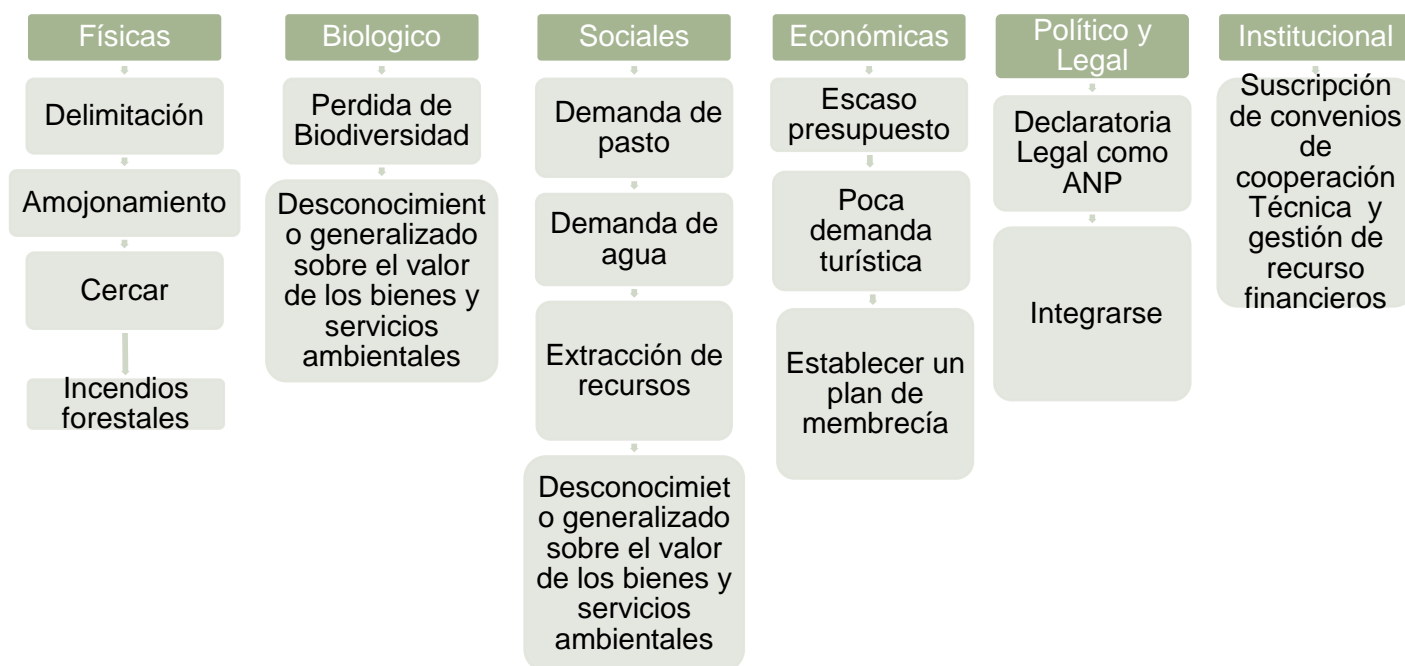 Físicas
Delimitación
Amojonamiento
Cercar
Incendios
forestales
Biologico
Perdida de
Biodiversidad
Desconocimient
o generalizado
sobre el valor
de los bienes y
servicios
ambientales
Sociales
Demanda de
pasto
Demanda de
agua
Extracción de
recursos
Desconocimiet
o generalizado
sobre el valor
de los bienes y
servicios
ambientales
Económicas
Escaso
presupuesto
Poca
demanda
turística
Establecer un
plan de
membrecía
Político y
Legal
Declaratoria
Legal como
ANP
Integrarse
Institucional
Suscripción
de convenios
de
cooperación
Técnica y
gestión de
recurso
financieros